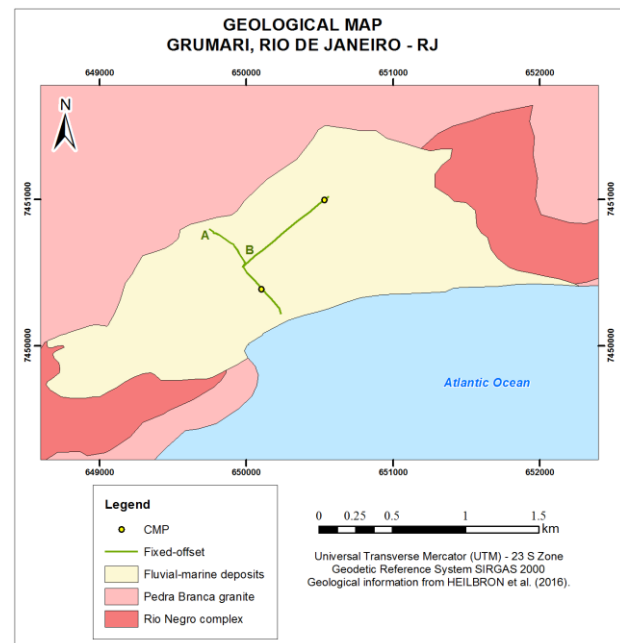 GEOLOGICAL MAP
GRUMARI, RIO DE JANEIRO - RJ
649000 650000 651000 652000
N
7451000 7451000
A
B
7450000 7450000
Atlantic Ocean
649000 650000 651000 652000
Legend
CMP
Fixed-offset
Fluvial-marine deposits
Pedra Branca granite
Rio Negro complex
0 0.25 0.5 1 1.5
km
Universal Transverse Mercator (UTM) - 23 S Zone
Geodetic Reference System SIRGAS 2000
Geological information from HEILBRON et al. (2016).